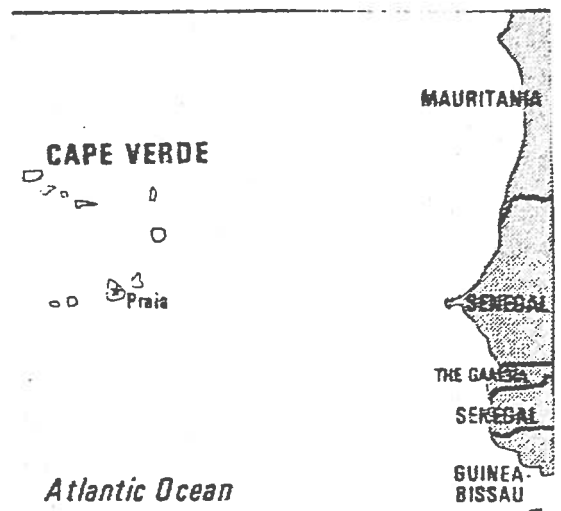 MAURITANIA
CAPE VERDE
Praia
SENEGAL
THE GAMBIA
SENEGAL
GUINEA-
BISSAU
Atlantic Ocean